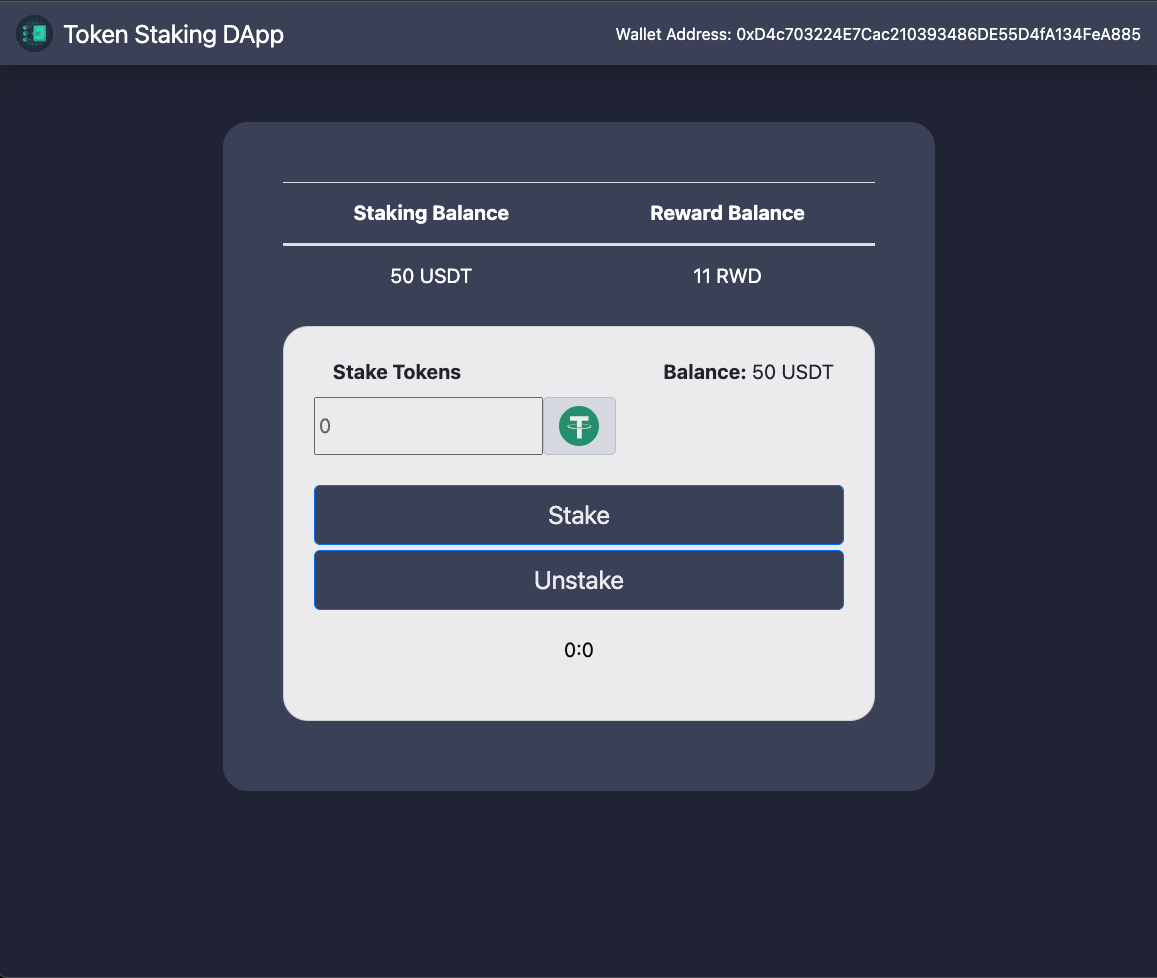 Token Staking DApp
Wallet Address: 0xD4c703224E7Cac210393486DE55D4fA134FeA885
Staking Balance Reward Balance
50 USDT 11 RWD
Stake Tokens Balance: 50 USDT
0
Stake
Unstake
0:0